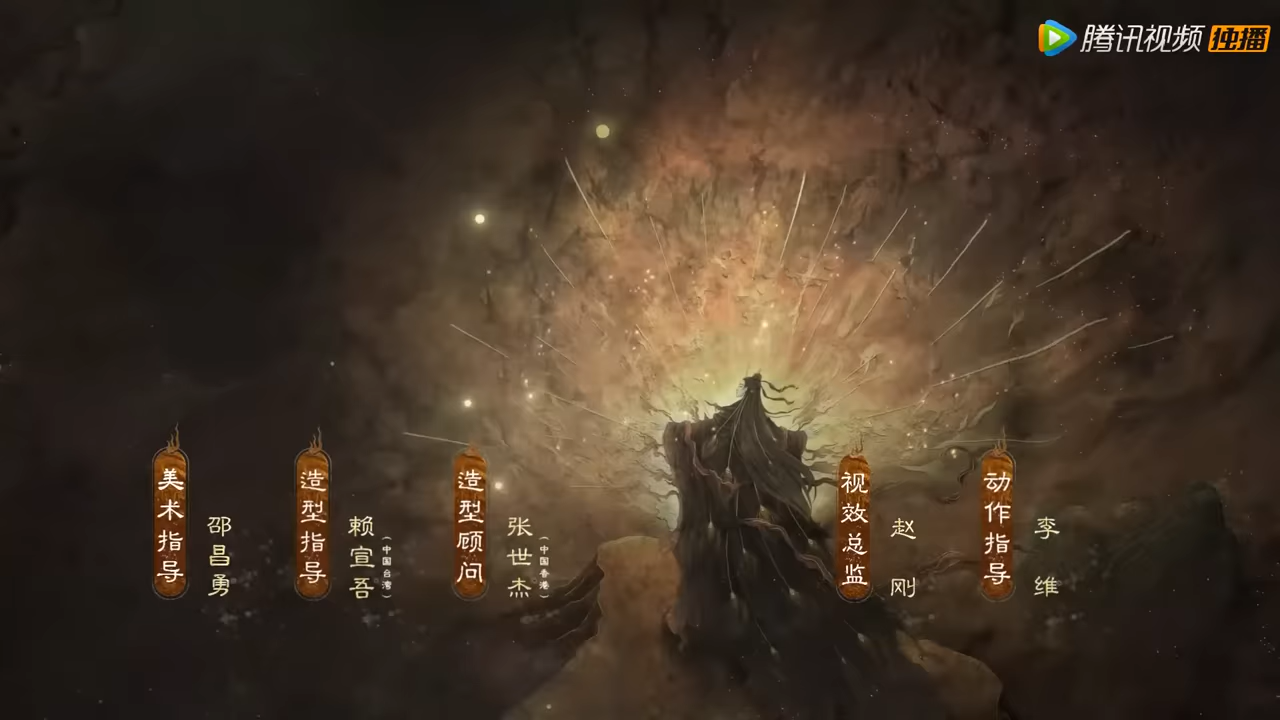 腾讯视频 独播
美术指导
邵昌勇
造型指导
赖宣吾
(中国台湾)
造型顾问
张世杰
(中国香港)
视效总监
赵刚
动作指导
李维